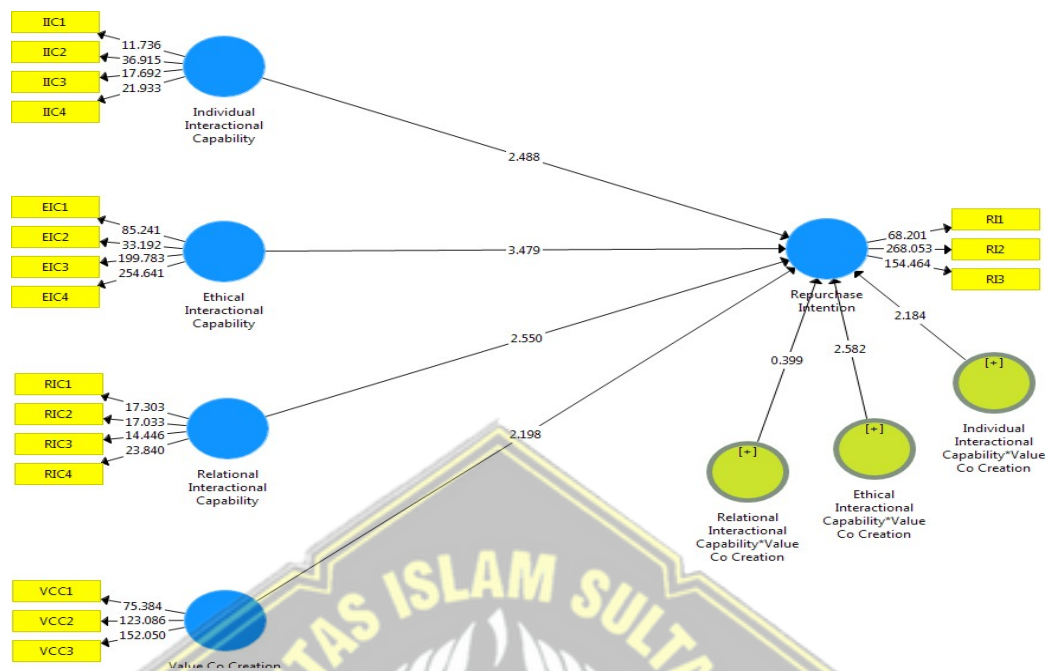 IIC1
IIC2
IIC3
IIC4
11.736
36.915
17.692
21.933
Individual
Interactional
Capability
2.488
EIC1
EIC2
EIC3
EIC4
85.241
33.192
199.783
254.641
Ethical
Interactional
Capability
3.479
RIC1
RIC2
RIC3
RIC4
17.303
17.033
14.446
23.840
Relational
Interactional
Capability
2.550
VCC1
VCC2
VCC3
75.384
123.086
152.050
Value Co Creation
2.198
Repurchase
Intention
68.201
268.053
154.464
RI1
RI2
RI3
0.399
2.582
2.184
[+]
Relational
Interactional
Capability*Value
Co Creation
[+]
Ethical
Interactional
Capability*Value
Co Creation
[+]
Individual
Interactional
Capability*Value
Co Creation
TAS ISLAM SULTA